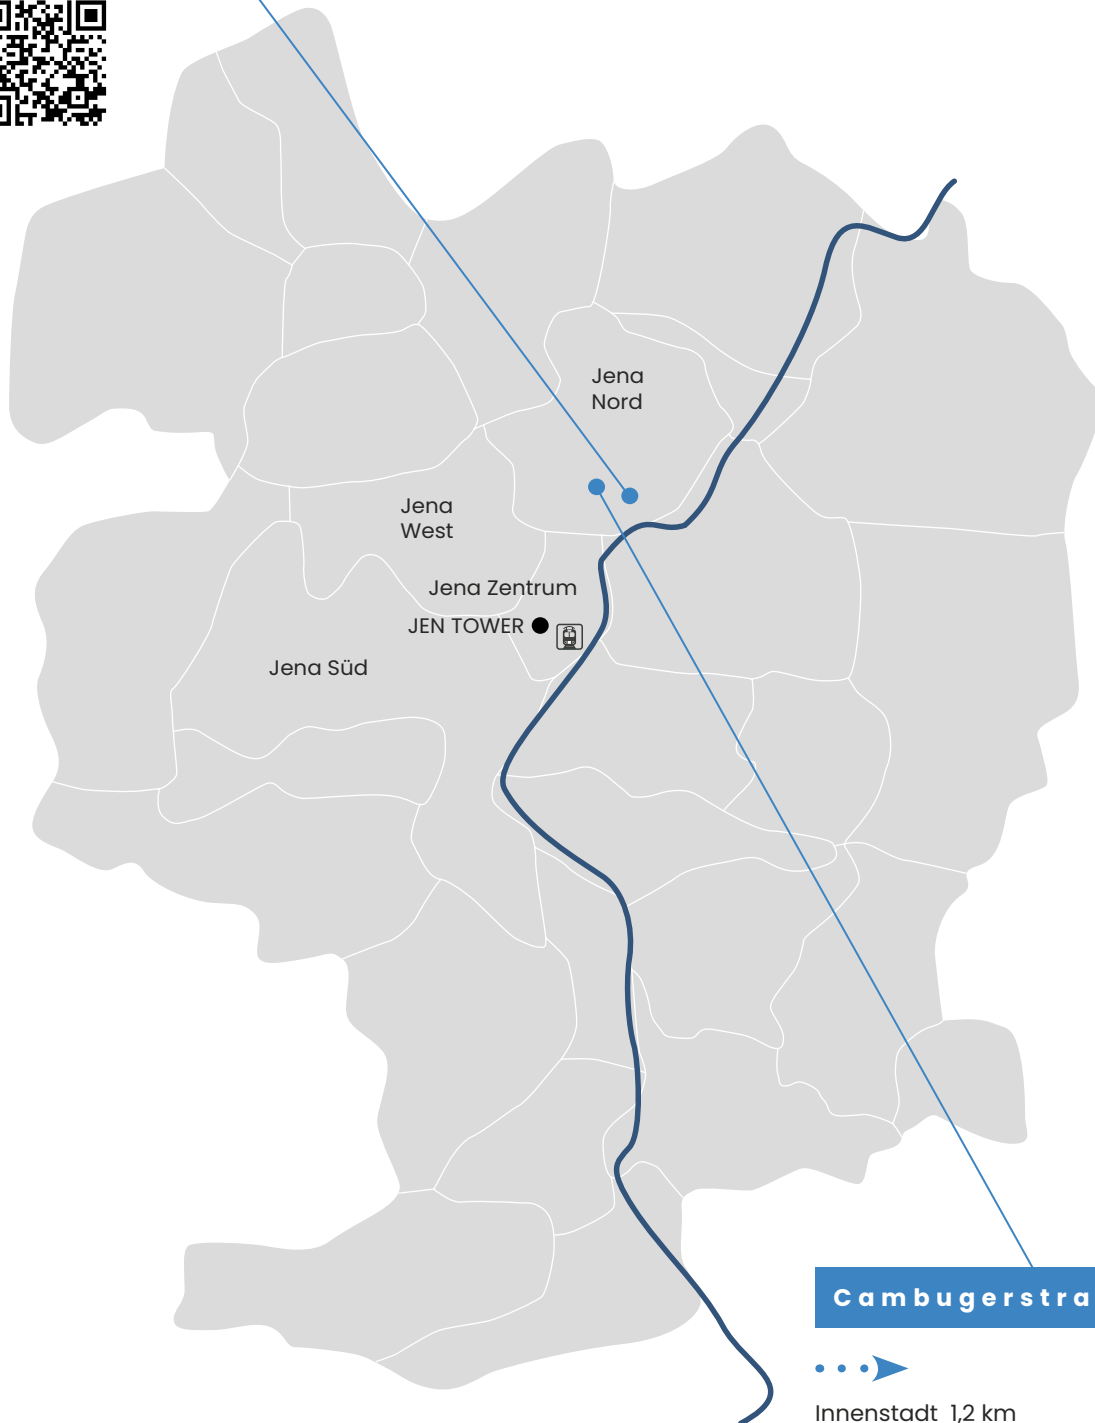 Jena
Nord
Jena
West
Jena Zentrum
JEN TOWER
Jena Süd
Cambugerstra
Innenstadt 1,2 km